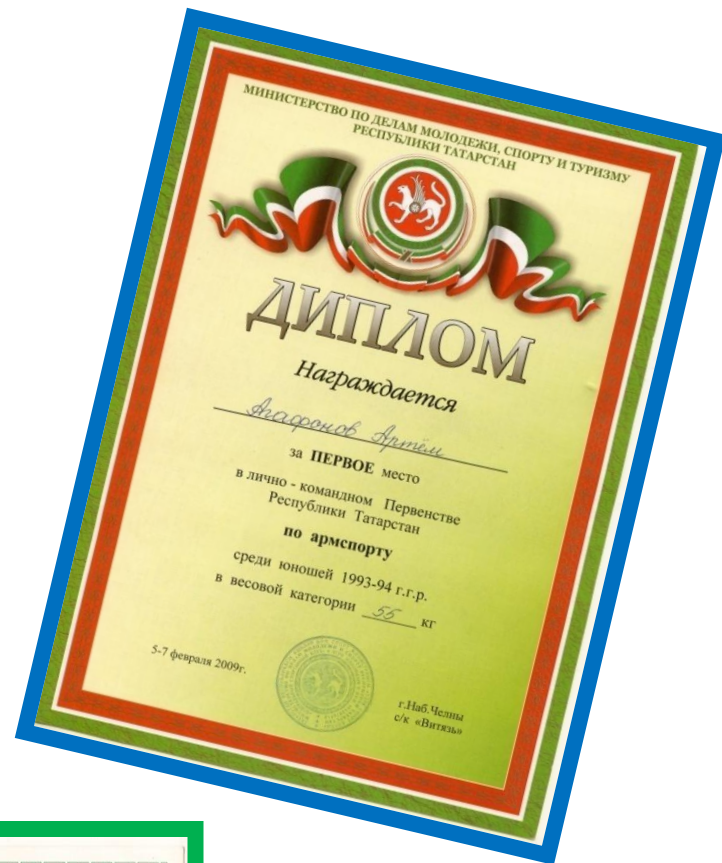 МИНИСТЕРСТВО ПО ДЕЛАМ МОЛОДЕЖИ, СПОРТУ И ТУРИЗМУ
РЕСПУБЛИКИ ТАТАРСТАН
ДИПЛОМ
Награждается
Агафонов Артём
за ПЕРВОЕ место
в лично - командном Первенстве
Республики Татарстан
по армспорту
среди юношей 1993-94 г.г.р.
в весовой категории 55 кг
5-7 февраля 2009г.
г.Наб.Челны
с/к «Витязь»